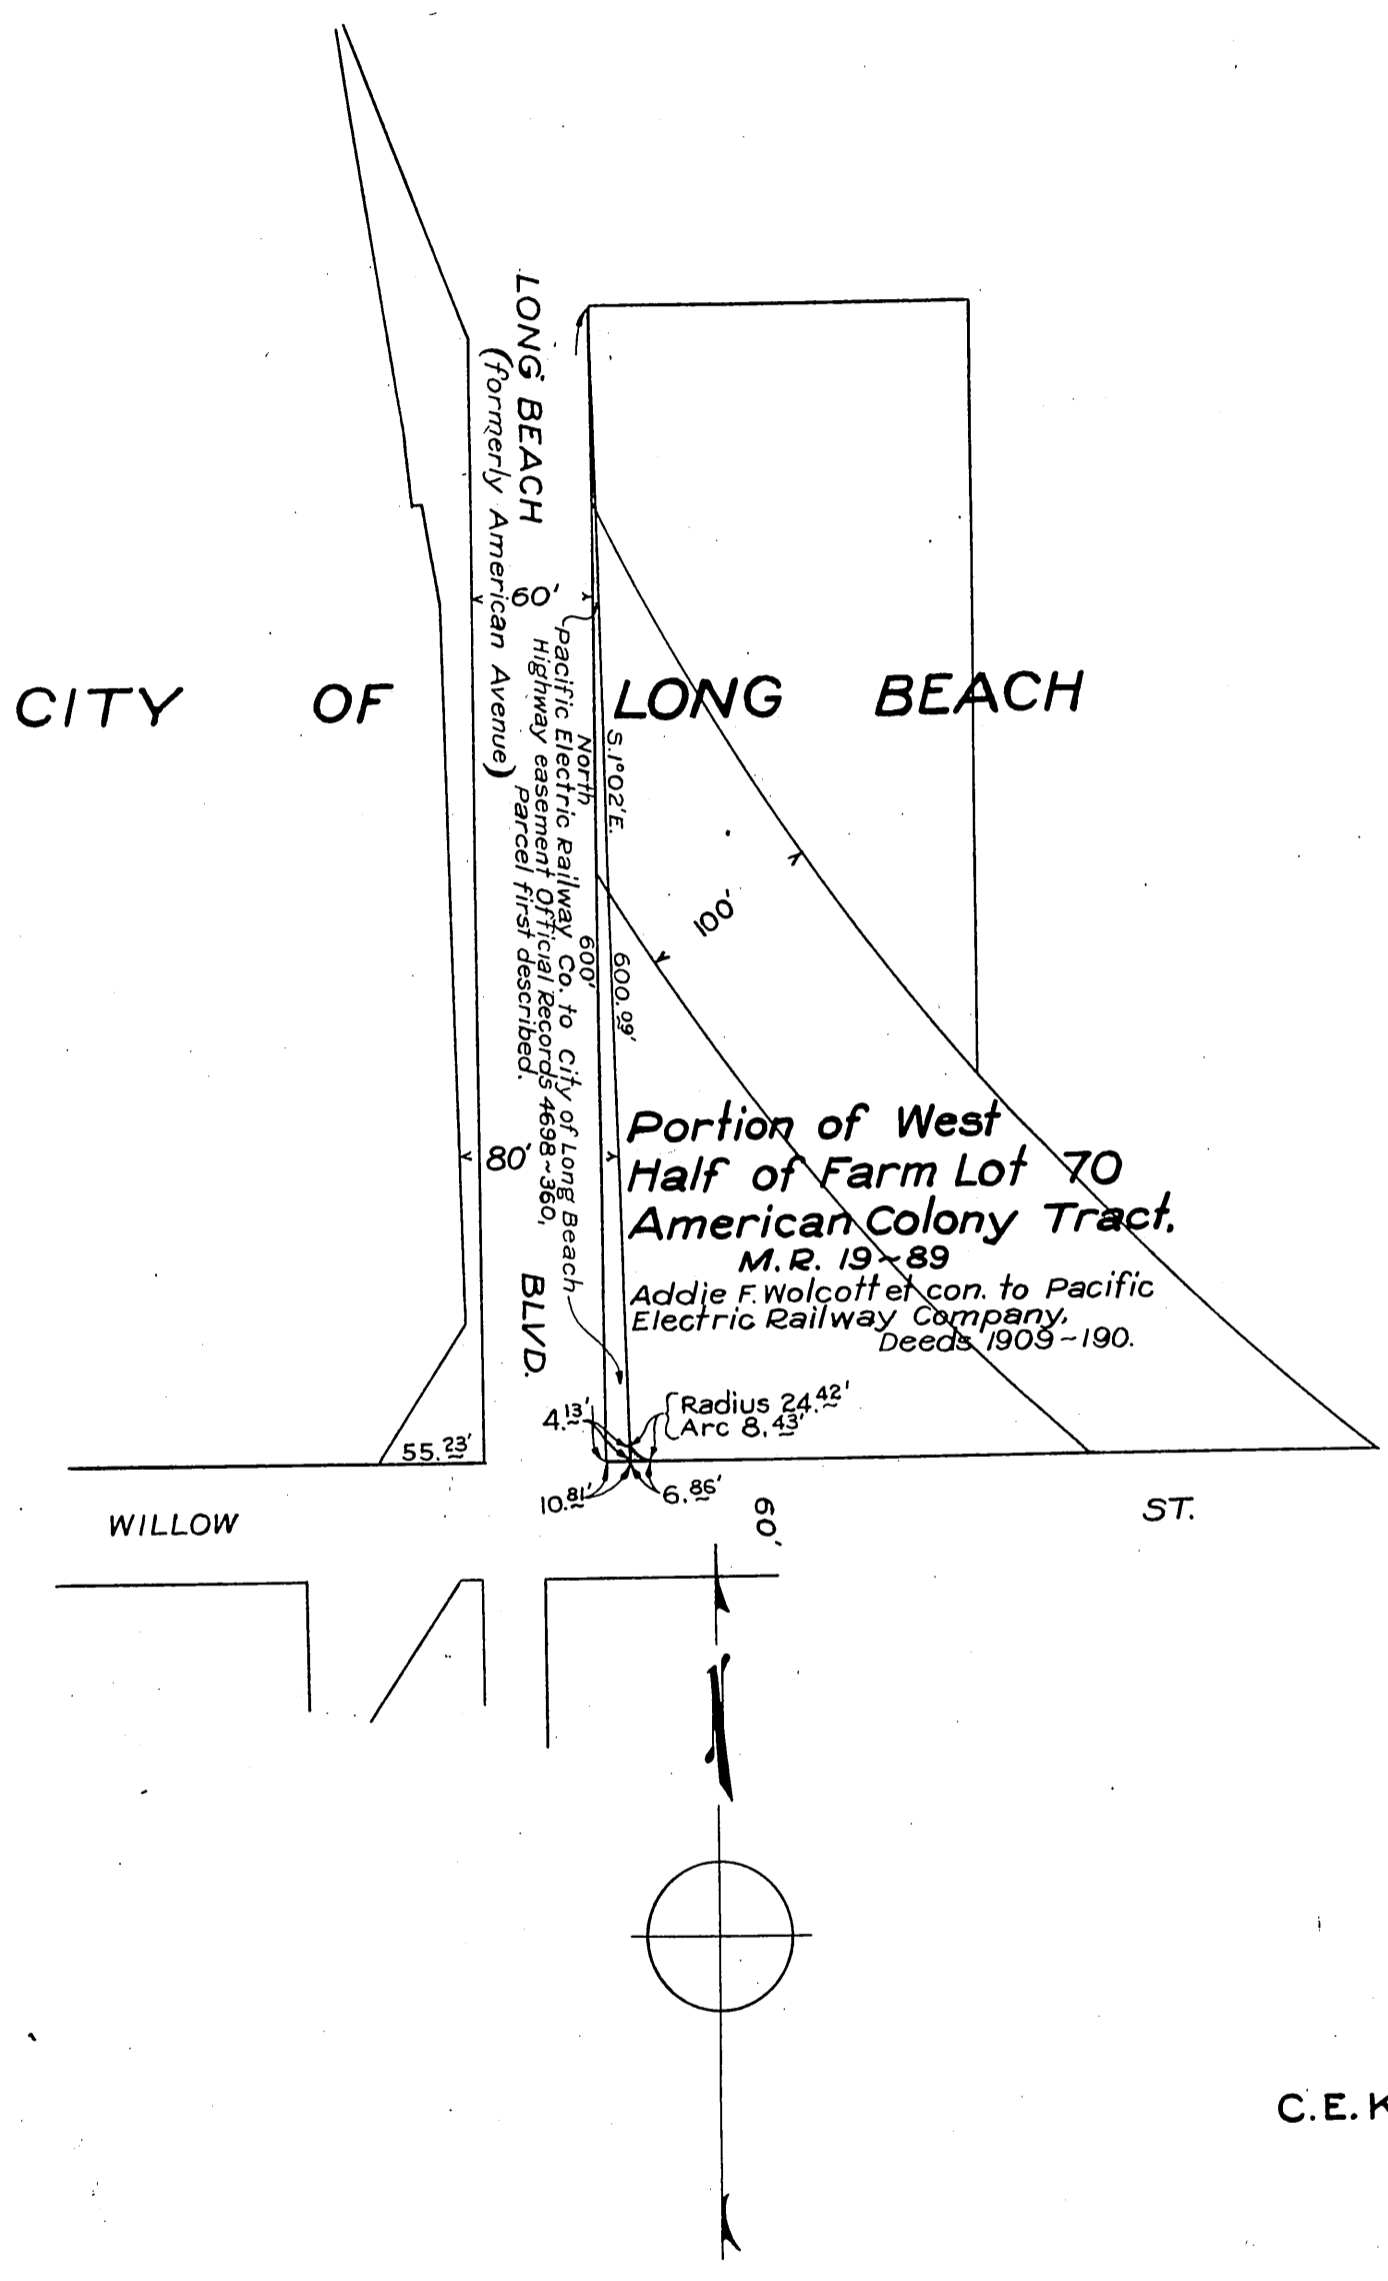 LONG BEACH BLVD.
(formerly American Avenue)
60'
CITY OF LONG BEACH
Pacific Electric Railway Co. to City of Long Beach
Highway easement Official Records 4698~360,
Parcel first described.
North 600'
S.1°02'E. 600.09'
100'
80'
Portion of West
Half of Farm Lot 70
American Colony Tract.
M.R. 19~89
Addie F. Wolcott et con. to Pacific
Electric Railway Company,
Deeds 1909~190.
Radius 24.42'
Arc 8.43'
4.13'
55.23'
10.81'
6.86'
60'
WILLOW ST.
C.E.K